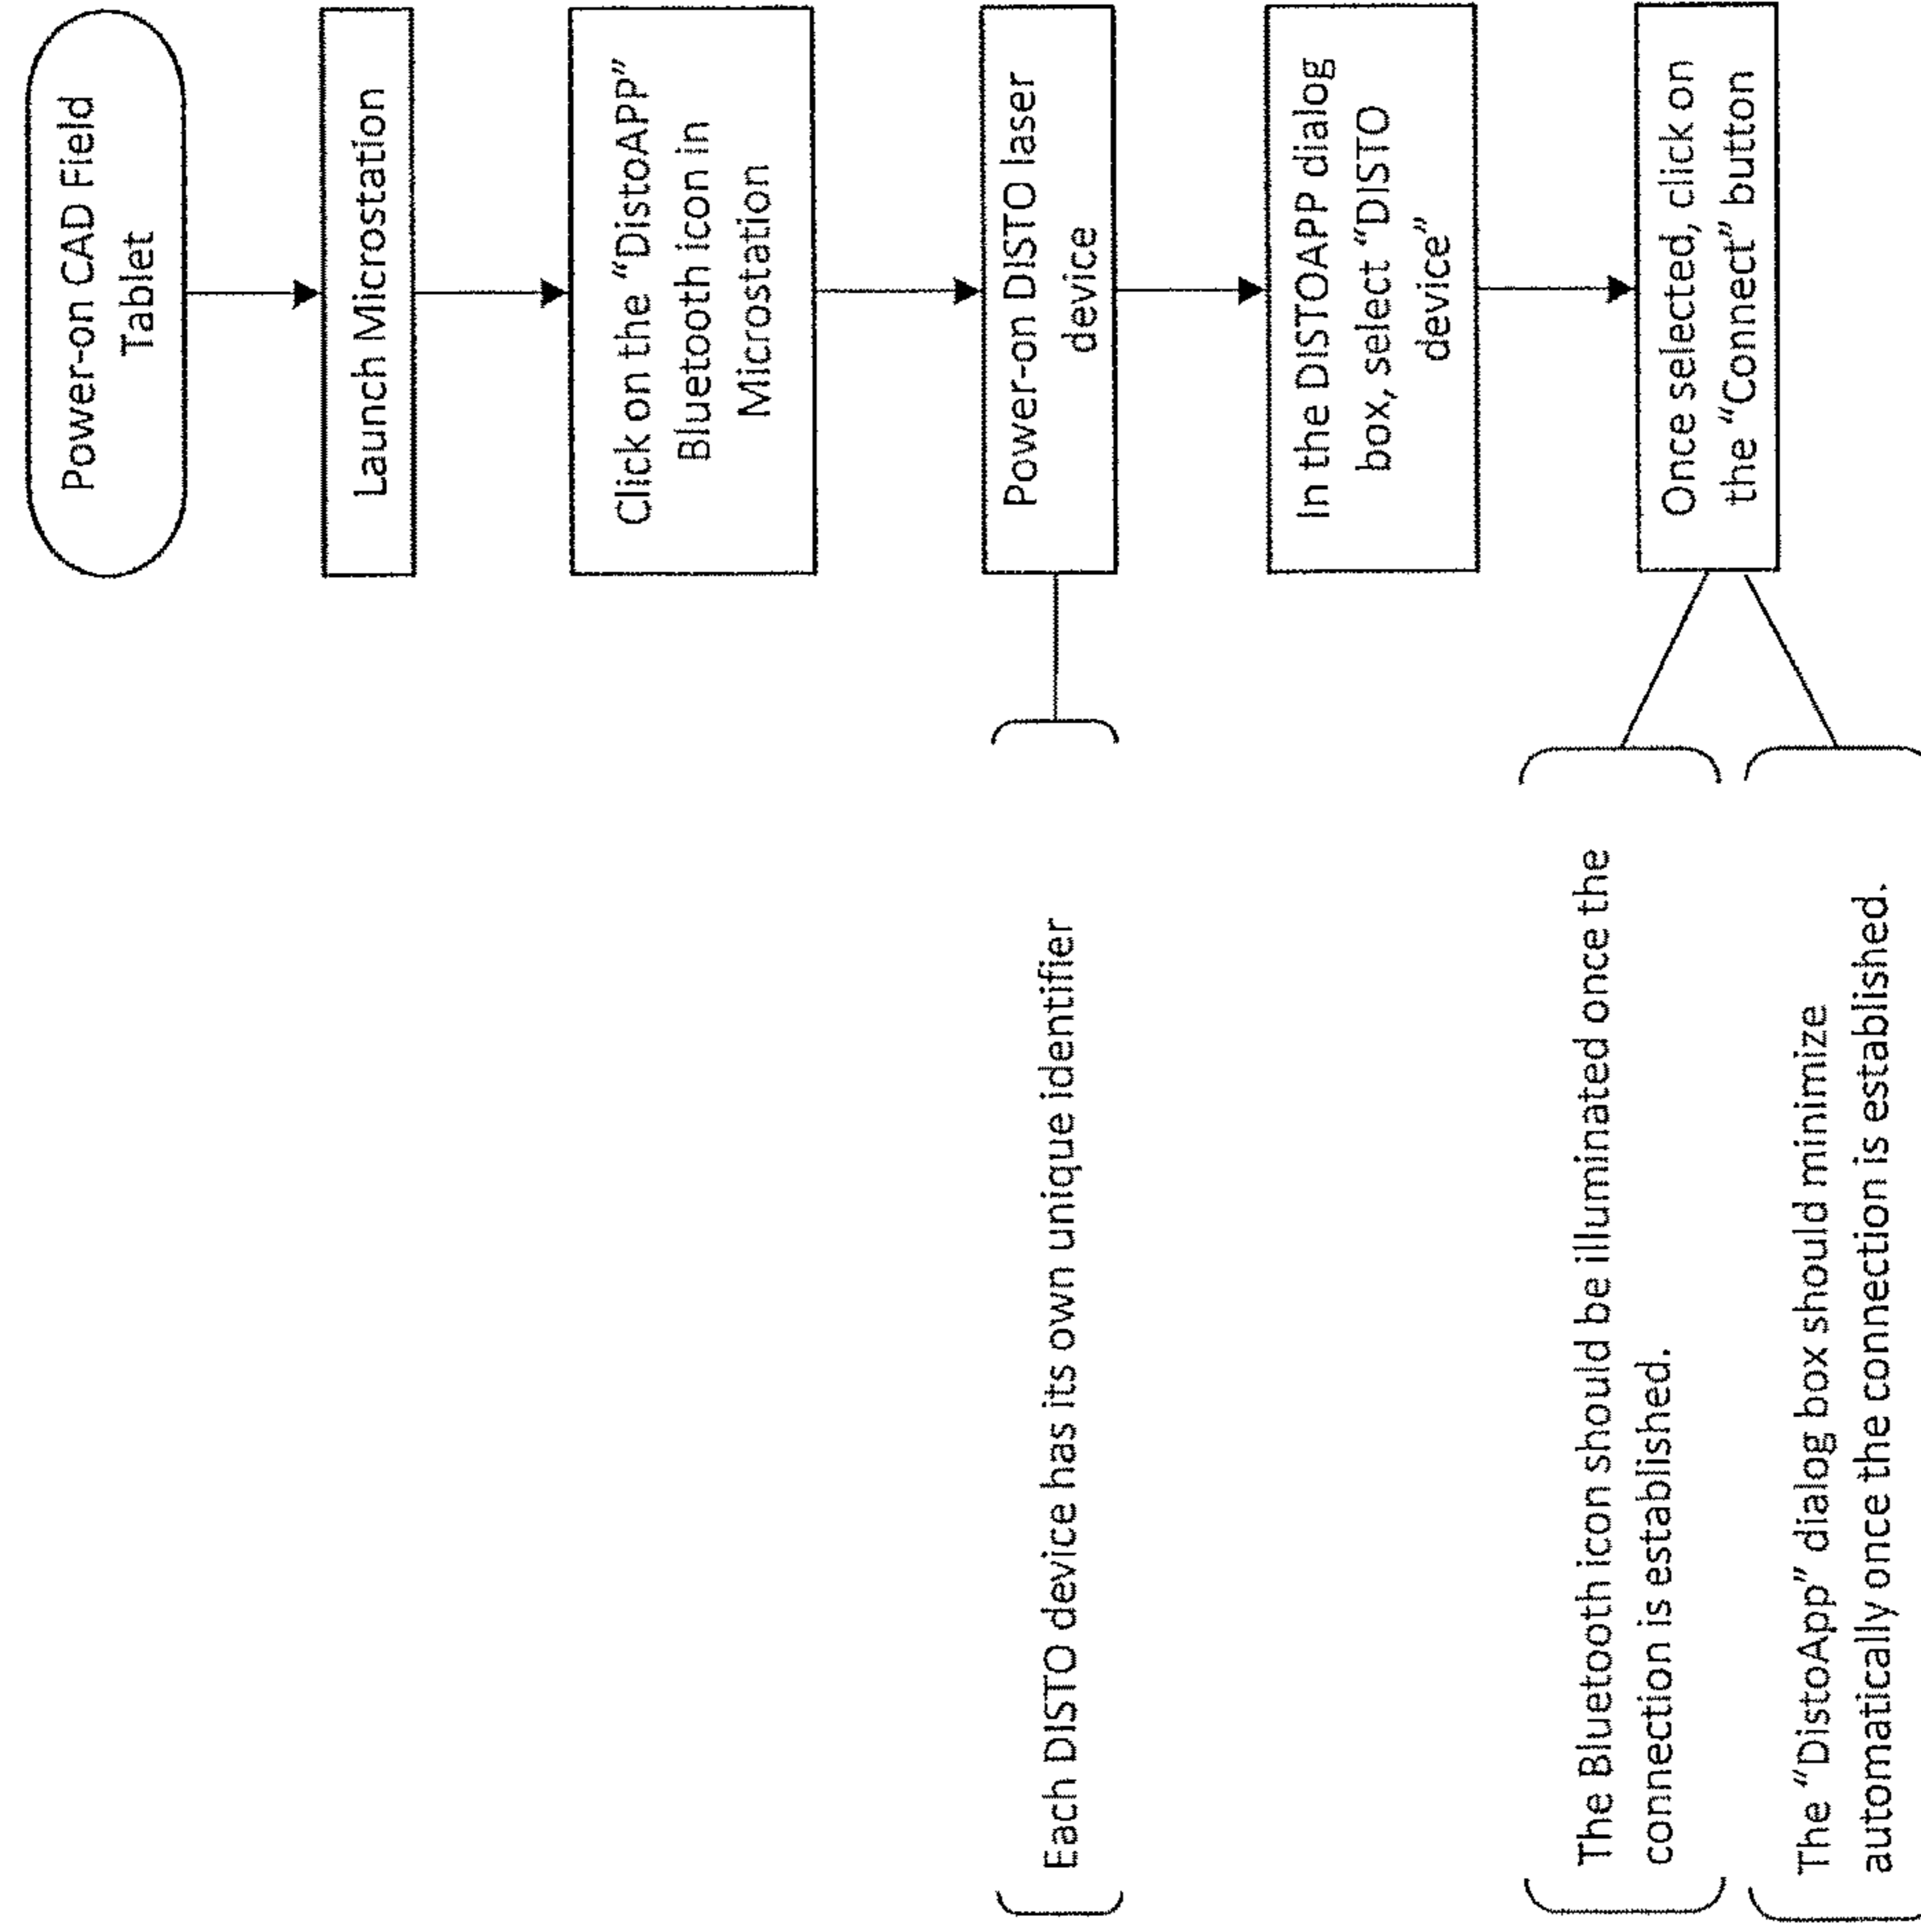 Power-on CAD Field
Tablet
Launch Microstation
Click on the “DistoAPP”
Bluetooth icon in
Microstation
Power-on DISTO laser
device
Each DISTO device has its own unique identifier
In the DISTOAPP dialog
box, select “DISTO
device”
Once selected, click on
the “Connect” button
The Bluetooth icon should be illuminated once the
connection is established.
The “DistoApp” dialog box should minimize
automatically once the connection is established.